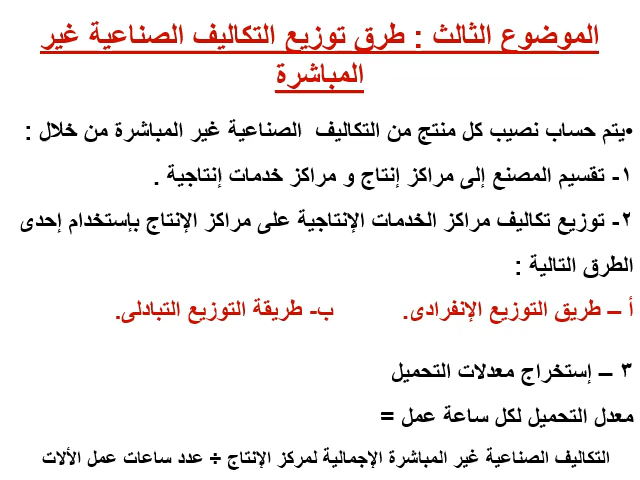 الموضوع الثالث : طرق توزيع التكاليف الصناعية غير
المباشرة
•يتم حساب نصيب كل منتج من التكاليف الصناعية غير المباشرة من خلال :
١- تقسيم المصنع إلى مراكز إنتاج و مراكز خدمات إنتاجية .
٢- توزيع تكاليف مراكز الخدمات الإنتاجية على مراكز الإنتاج بإستخدام إحدى
الطرق التالية :
أ – طريق التوزيع الإنفرادى. ب- طريقة التوزيع التبادلى.
٣ – إستخراج معدلات التحميل
معدل التحميل لكل ساعة عمل =
التكاليف الصناعية غير المباشرة الإجمالية لمركز الإنتاج ÷ عدد ساعات عمل الألات